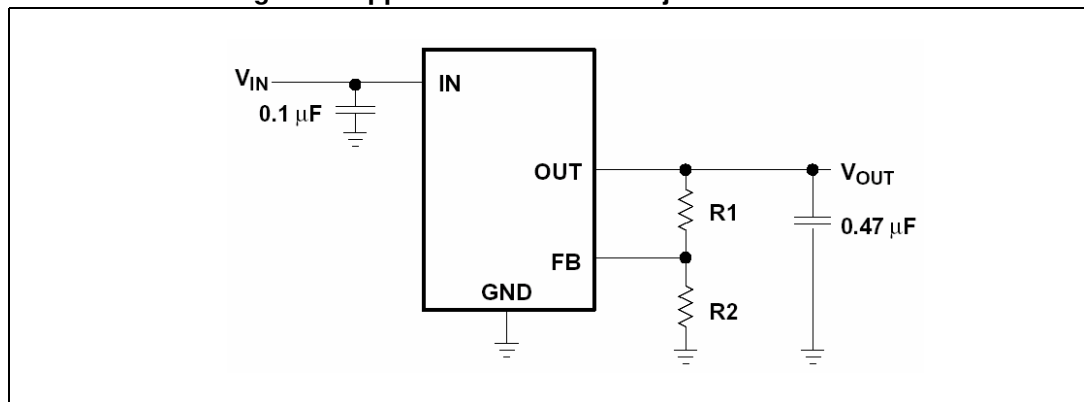 V_IN
IN
0.1 μF
OUT
V_OUT
R1
0.47 μF
FB
GND
R2